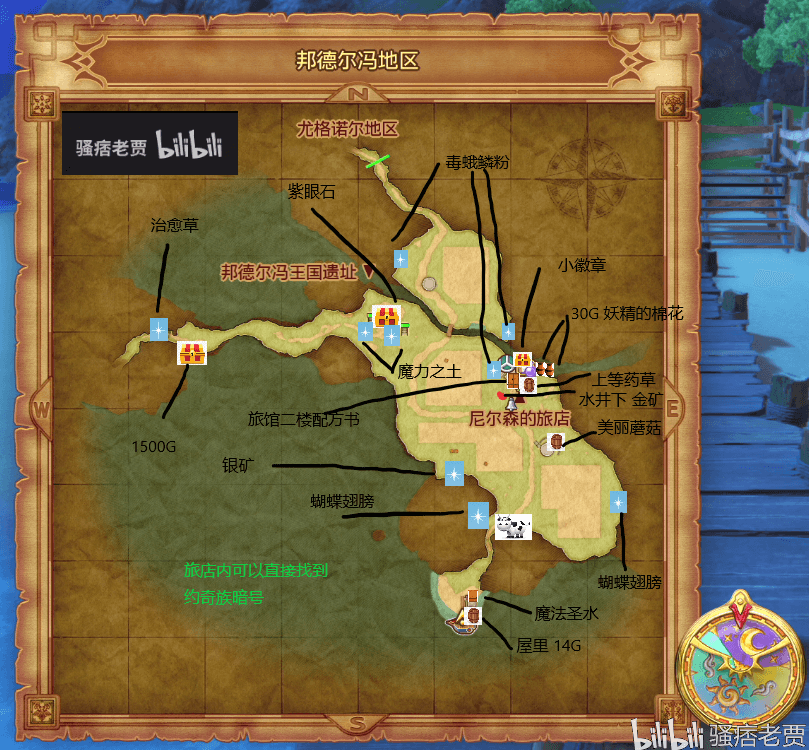 邦德尔冯地区
N
骚痞老贾 bilibili
尤格诺尔地区
毒蛾鳞粉
紫眼石
治愈草
小徽章
邦德尔冯王国遗址
30G 妖精的棉花
魔力之土
上等药草
水井下 金矿
W
E
旅馆二楼配方书
尼尔森的旅店
美丽蘑菇
1500G
银矿
蝴蝶翅膀
旅店内可以直接找到
约奇族暗号
蝴蝶翅膀
魔法圣水
屋里 14G
S
bilibili 骚痞老贾